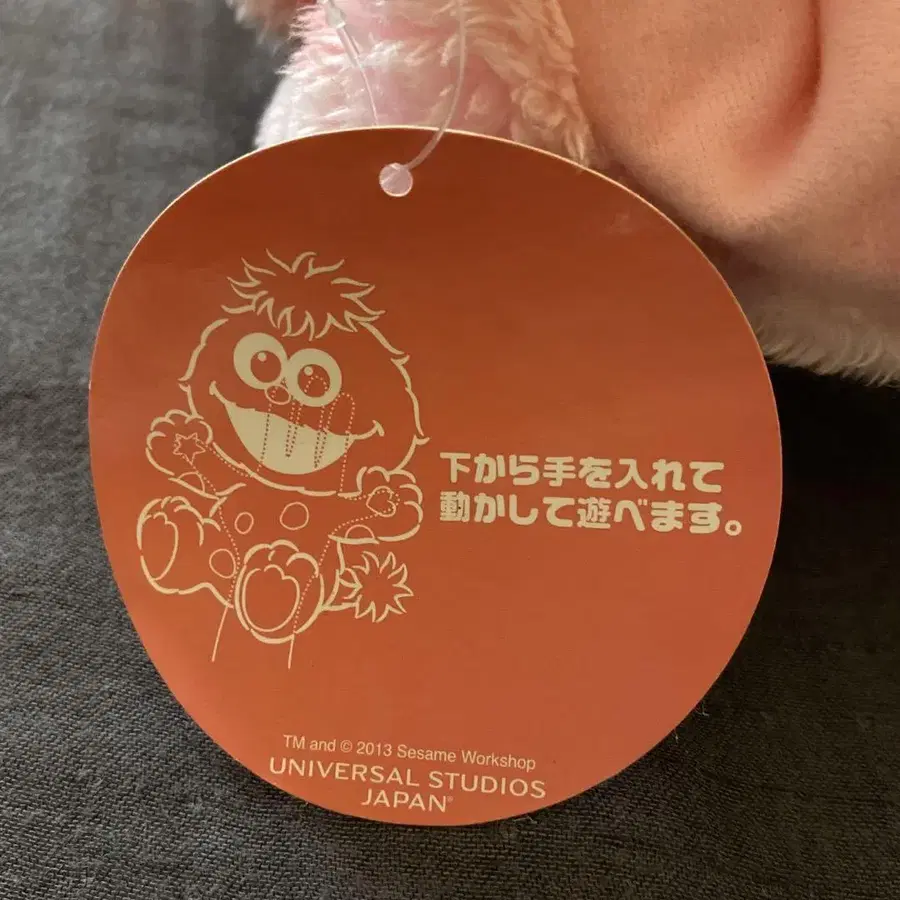 下から手を入れて
動かして遊べます。
TM and © 2013 Sesame Workshop
UNIVERSAL STUDIOS
JAPAN®